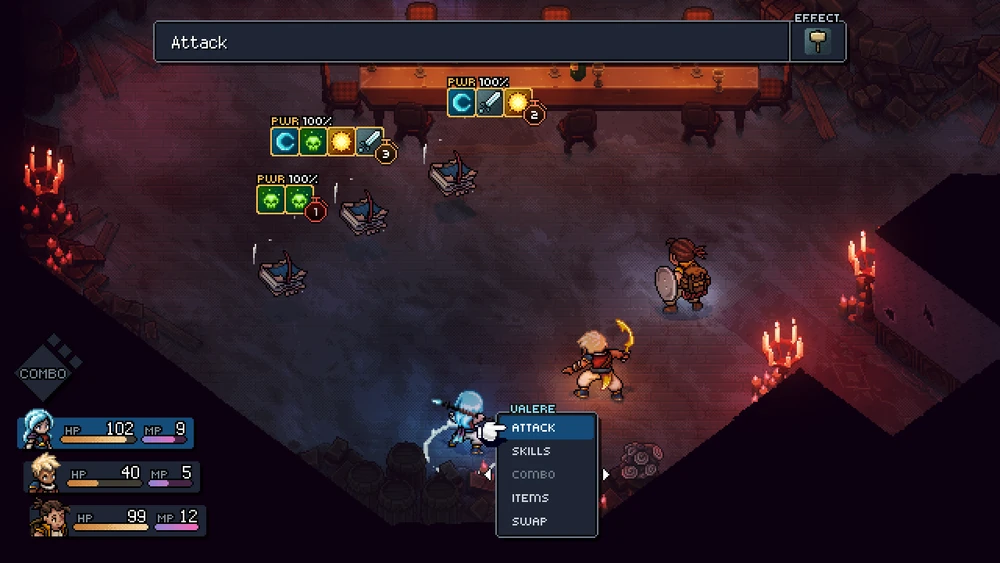 EFFECT
Attack
PWR 100%
2
PWR 100%
3
PWR 100%
1
COMBO
HP 102 MP 9
HP 40 MP 5
HP 99 MP 12
VALERE
ATTACK
SKILLS
COMBO
ITEMS
SWAP